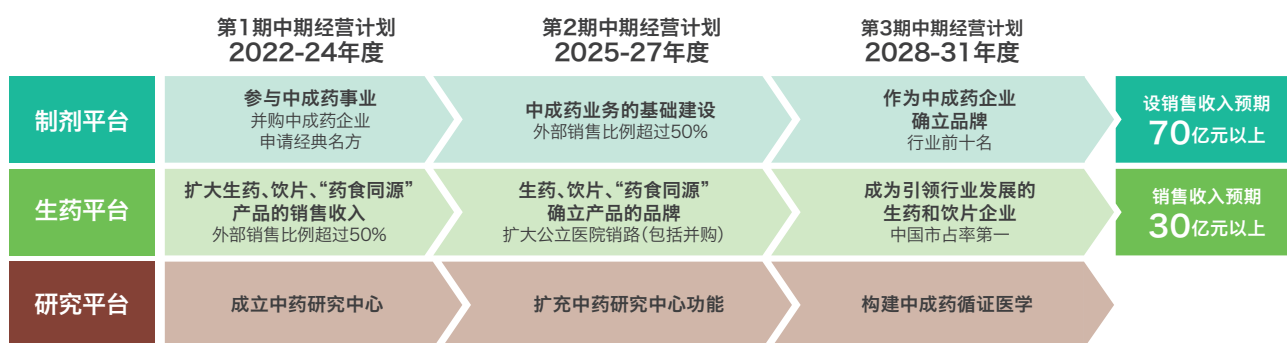 第1期中期经营计划
2022-24年度
第2期中期经营计划
2025-27年度
第3期中期经营计划
2028-31年度
制剂平台
参与中成药事业
并购中成药企业
申请经典名方
中成药业务的基础建设
外部销售比例超过50%
作为中成药企业
确立品牌
行业前十名
设销售收入预期
70亿元以上
生药平台
扩大生药、饮片、“药食同源”
产品的销售收入
外部销售比例超过50%
生药、饮片、“药食同源”
确立产品的品牌
扩大公立医院销路(包括并购)
成为引领行业发展的
生药和饮片企业
中国市占率第一
销售收入预期
30亿元以上
研究平台
成立中药研究中心
扩充中药研究中心功能
构建中成药循证医学